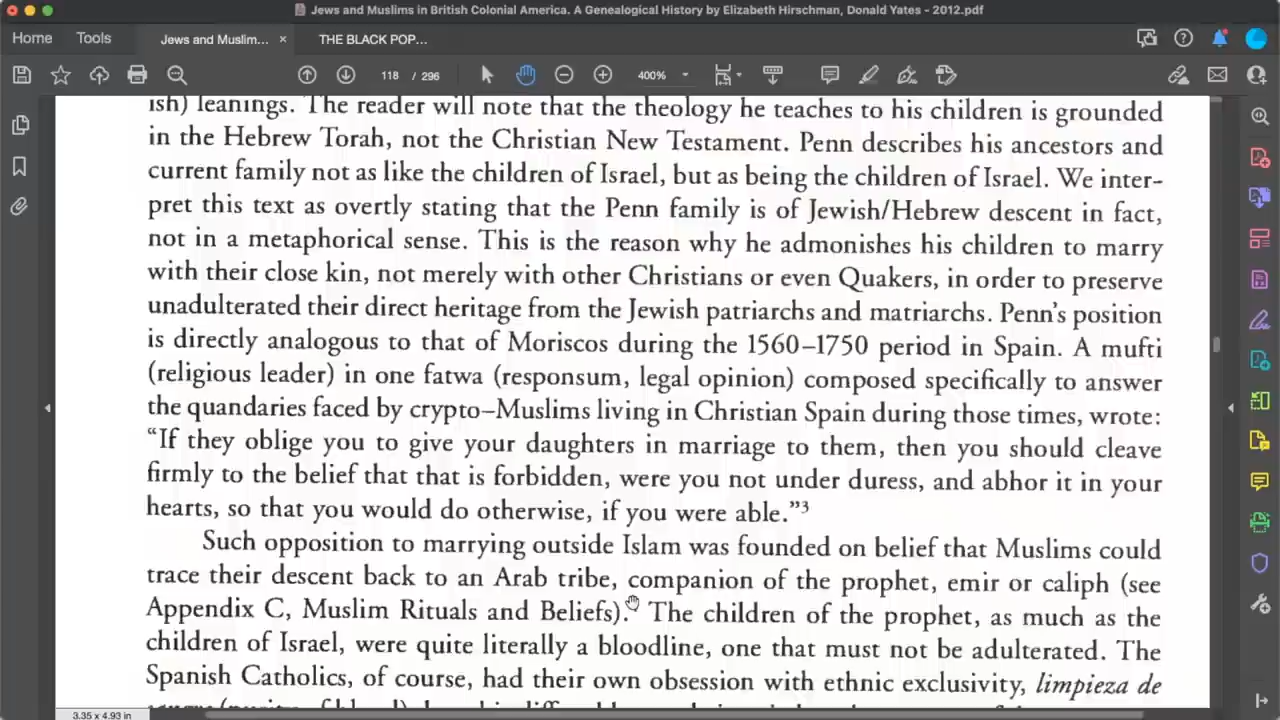 Jews and Muslims in British Colonial America. A Genealogical History by Elizabeth Hirschman, Donald Yates - 2012.pdf
Home Tools Jews and Muslim... × THE BLACK POP...
118 / 296 400%
ish) leanings. The reader will note that the theology he teaches to his children is grounded
in the Hebrew Torah, not the Christian New Testament. Penn describes his ancestors and
current family not as like the children of Israel, but as being the children of Israel. We inter-
pret this text as overtly stating that the Penn family is of Jewish/Hebrew descent in fact,
not in a metaphorical sense. This is the reason why he admonishes his children to marry
with their close kin, not merely with other Christians or even Quakers, in order to preserve
unadulterated their direct heritage from the Jewish patriarchs and matriarchs. Penn's position
is directly analogous to that of Moriscos during the 1560–1750 period in Spain. A mufti
(religious leader) in one fatwa (responsum, legal opinion) composed specifically to answer
the quandaries faced by crypto–Muslims living in Christian Spain during those times, wrote:
“If they oblige you to give your daughters in marriage to them, then you should cleave
firmly to the belief that that is forbidden, were you not under duress, and abhor it in your
hearts, so that you would do otherwise, if you were able.”³
Such opposition to marrying outside Islam was founded on belief that Muslims could
trace their descent back to an Arab tribe, companion of the prophet, emir or caliph (see
Appendix C, Muslim Rituals and Beliefs). The children of the prophet, as much as the
children of Israel, were quite literally a bloodline, one that must not be adulterated. The
Spanish Catholics, of course, had their own obsession with ethnic exclusivity, limpieza de
3.35 x 4.93 in